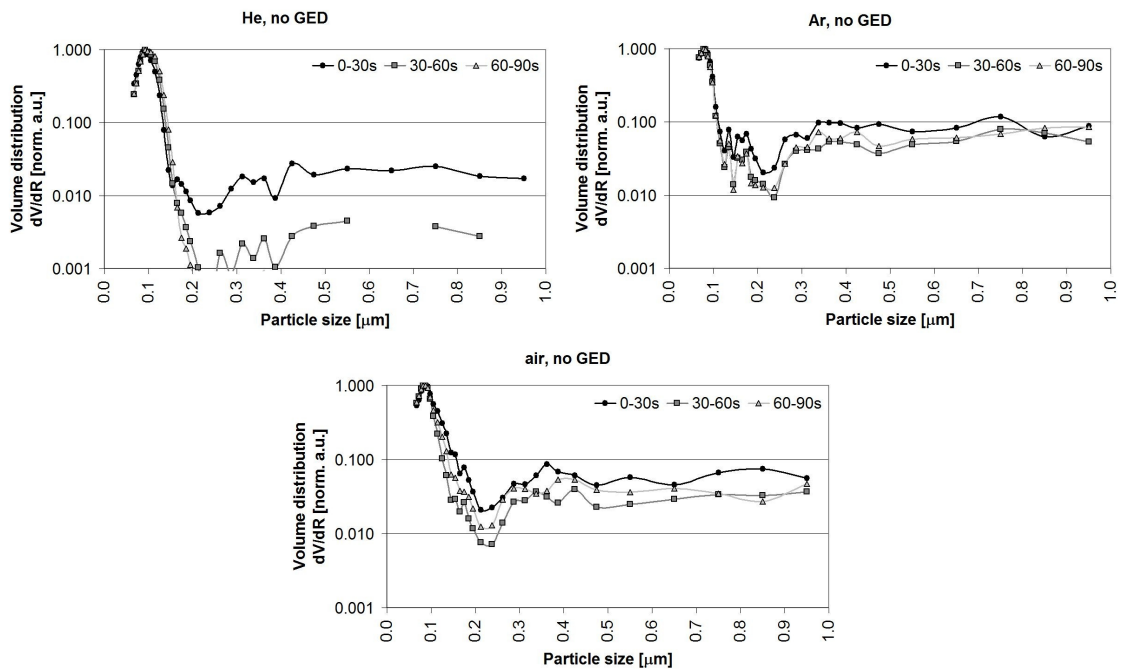 He, no GED
Volume distribution
dV/dR [norm. a.u.]
1.000
0.100
0.010
0.001
0-30s 30-60s 60-90s
0.0 0.1 0.2 0.3 0.4 0.5 0.6 0.7 0.8 0.9 1.0
Particle size [μm]
Ar, no GED
Volume distribution
dV/dR [norm. a.u.]
1.000
0.100
0.010
0.001
0-30s 30-60s 60-90s
0.0 0.1 0.2 0.3 0.4 0.5 0.6 0.7 0.8 0.9 1.0
Particle size [μm]
air, no GED
Volume distribution
dV/dR [norm. a.u.]
1.000
0.100
0.010
0.001
0-30s 30-60s 60-90s
0.0 0.1 0.2 0.3 0.4 0.5 0.6 0.7 0.8 0.9 1.0
Particle size [μm]